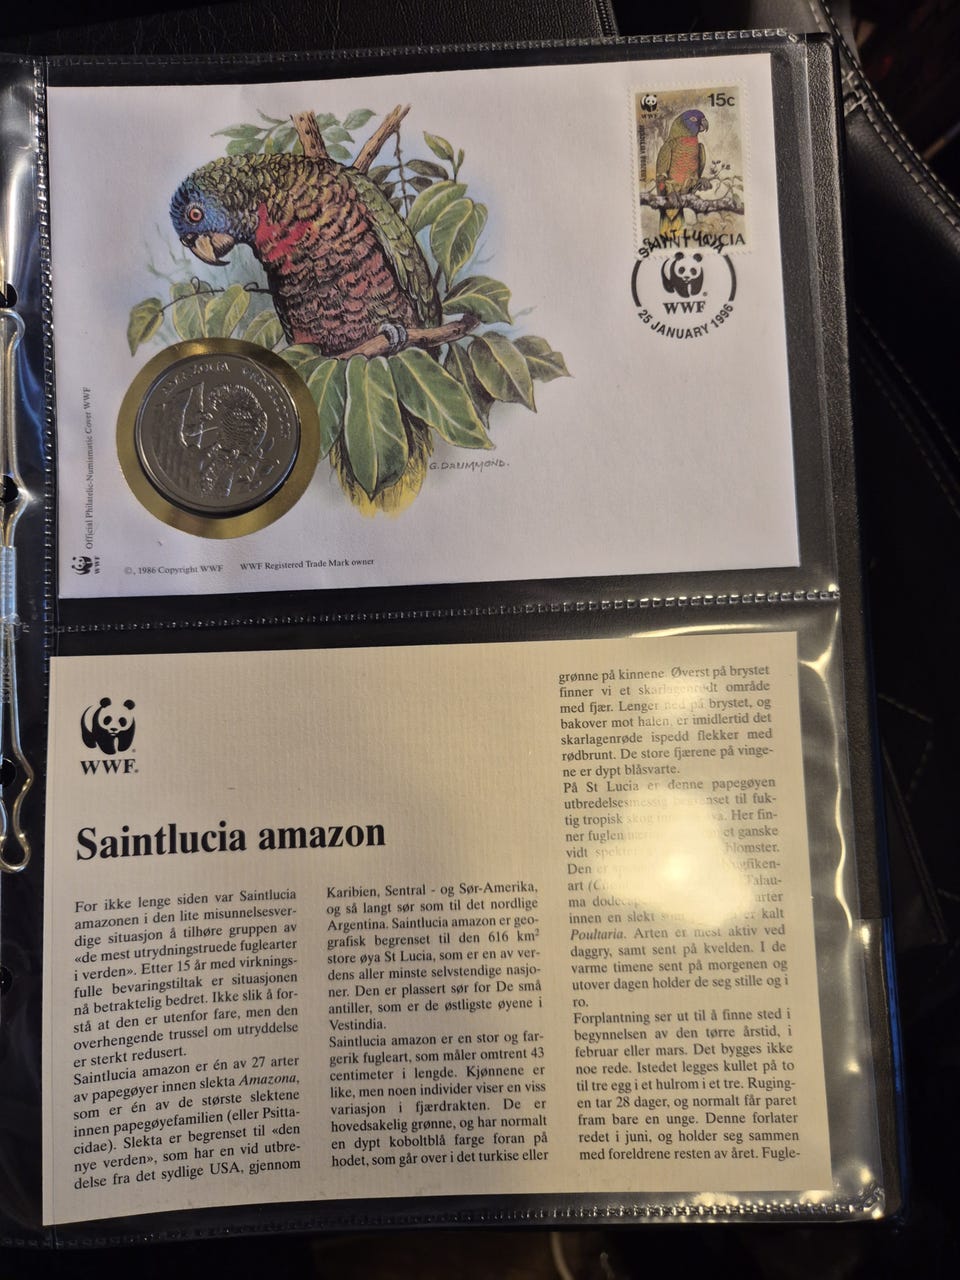 WWF
15c
AMAZONA VERSICOLOR
SAINT LUCIA
SAINT LUCIA
WWF
25 JANUARY 1996
AMAZONA VERSICOLOR
G. DRUMMOND.
Official Philatelic-Numismatic Cover WWF
WWF
©, 1986 Copyright WWF WWF Registered Trade Mark owner
WWF®
Saintlucia amazon
For ikke lenge siden var Saintlucia
amazonen i den lite misunnelsesver-
dige situasjon å tilhøre gruppen av
«de mest utrydningstruede fuglearter
i verden». Etter 15 år med virknings-
fulle bevaringstiltak er situasjonen
nå betraktelig bedret. Ikke slik å for-
stå at den er utenfor fare, men den
overhengende trussel om utryddelse
er sterkt redusert.
Saintlucia amazon er én av 27 arter
av papegøyer innen slekta Amazona,
som er én av de største slektene
innen papegøyefamilien (eller Psitta-
cidae). Slekta er begrenset til «den
nye verden», som har en vid utbre-
delse fra det sydlige USA, gjennom
Karibien, Sentral - og Sør-Amerika,
og så langt sør som til det nordlige
Argentina. Saintlucia amazon er geo-
grafisk begrenset til den 616 km²
store øya St Lucia, som er en av ver-
dens aller minste selvstendige nasjo-
ner. Den er plassert sør for De små
antiller, som er de østligste øyene i
Vestindia.
Saintlucia amazon er en stor og far-
gerik fugleart, som måler omtrent 43
centimeter i lengde. Kjønnene er
like, men noen individer viser en viss
variasjon i fjærdrakten. De er
hovedsakelig grønne, og har normalt
en dypt koboltblå farge foran på
hodet, som går over i det turkise eller
grønne på kinnene. Øverst på brystet
finner vi et skarlagenrødt område
med fjær. Lenger ned på brystet, og
bakover mot halen, er imidlertid det
skarlagenrøde ispedd flekker med
rødbrunt. De store fjærene på vinge-
ne er dypt blåsvarte.
På St Lucia er denne papegøyen
utbredelsesmessig begrenset til fuk-
tig tropisk skog Her fin-
ner fuglen et ganske
vidt blomster.
Den er
art
ma arter
innen en slekt som er kalt
Poultaria. Arten er mest aktiv ved
daggry, samt sent på kvelden. I de
varme timene sent på morgenen og
utover dagen holder de seg stille og i
ro.
Forplantning ser ut til å finne sted i
begynnelsen av den tørre årstid, i
februar eller mars. Det bygges ikke
noe rede. Istedet legges kullet på to
til tre egg i et hulrom i et tre. Ruging-
en tar 28 dager, og normalt får paret
fram bare en unge. Denne forlater
redet i juni, og holder seg sammen
med foreldrene resten av året. Fugle-